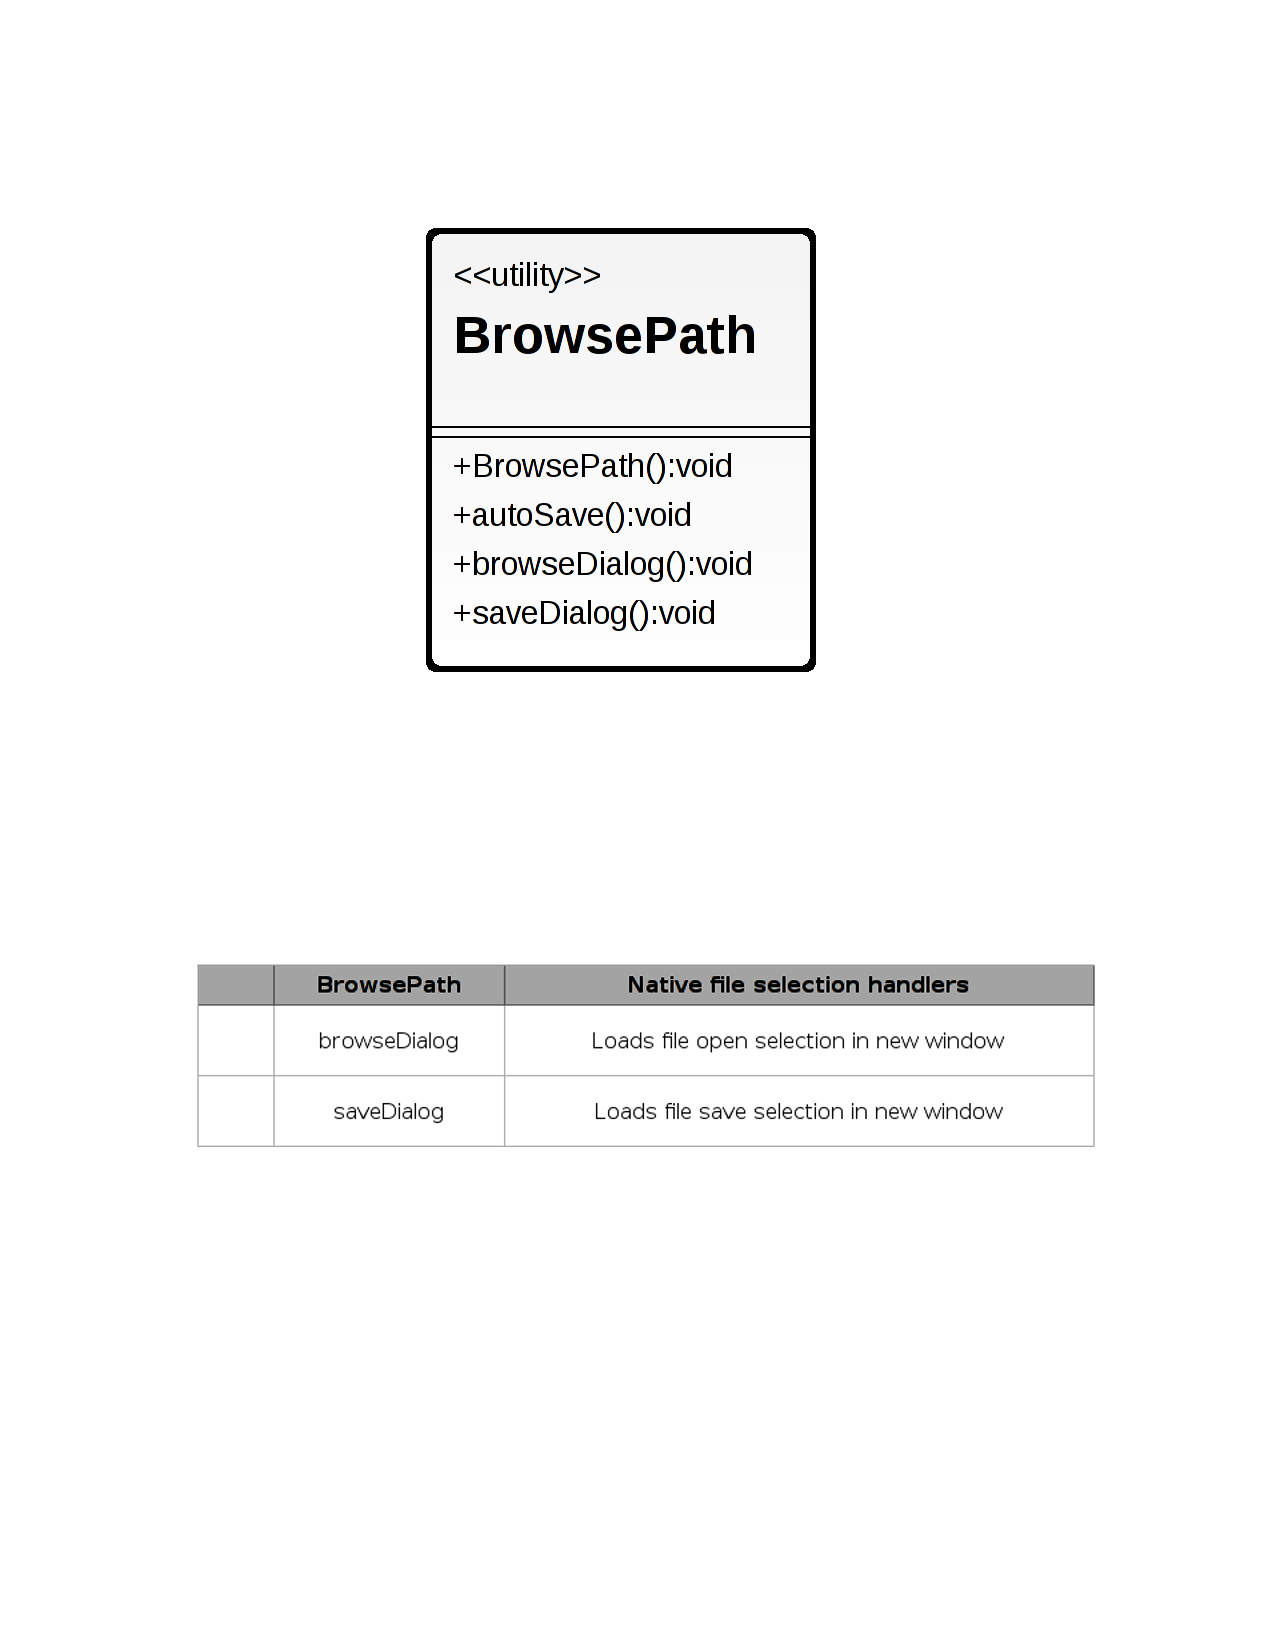 <<utility>>
BrowsePath
+BrowsePath():void
+autoSave():void
+browseDialog():void
+saveDialog():void
BrowsePath Native file selection handlers
browseDialog Loads file open selection in new window
saveDialog Loads file save selection in new window